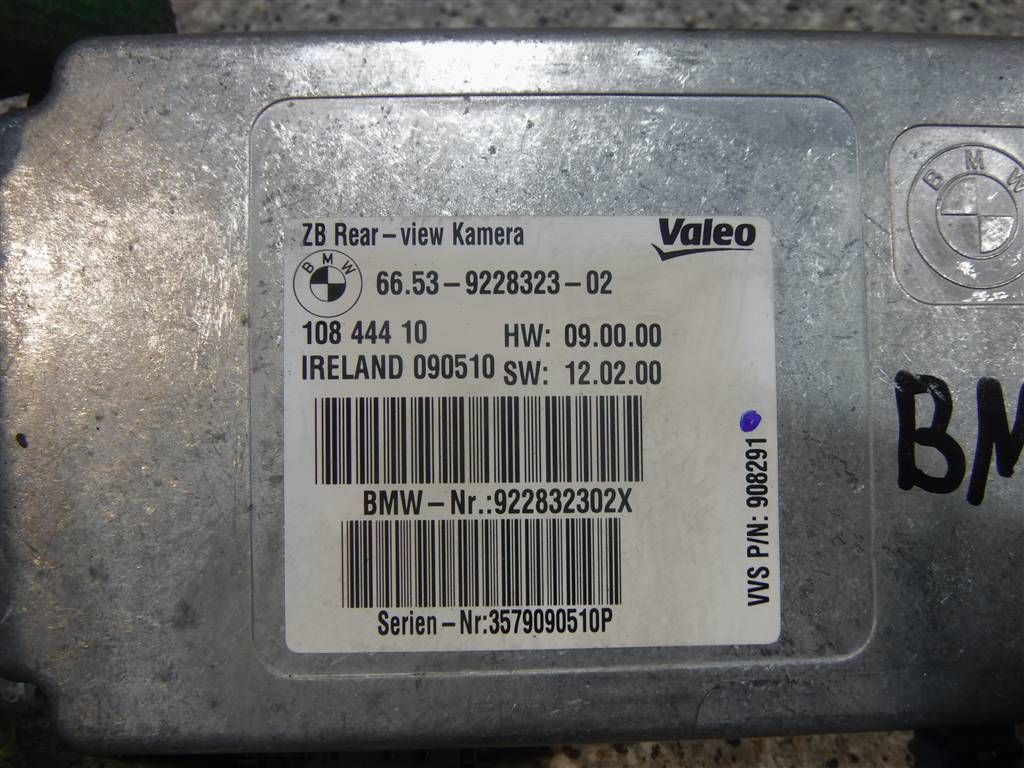 ZB Rear-view Kamera
Valeo
BMW
66.53-9228323-02
108 444 10 HW: 09.00.00
IRELAND 090510 SW: 12.02.00
BMW-Nr.:922832302X
Serien-Nr:3579090510P
VVS P/N: 908291
BMW
BM